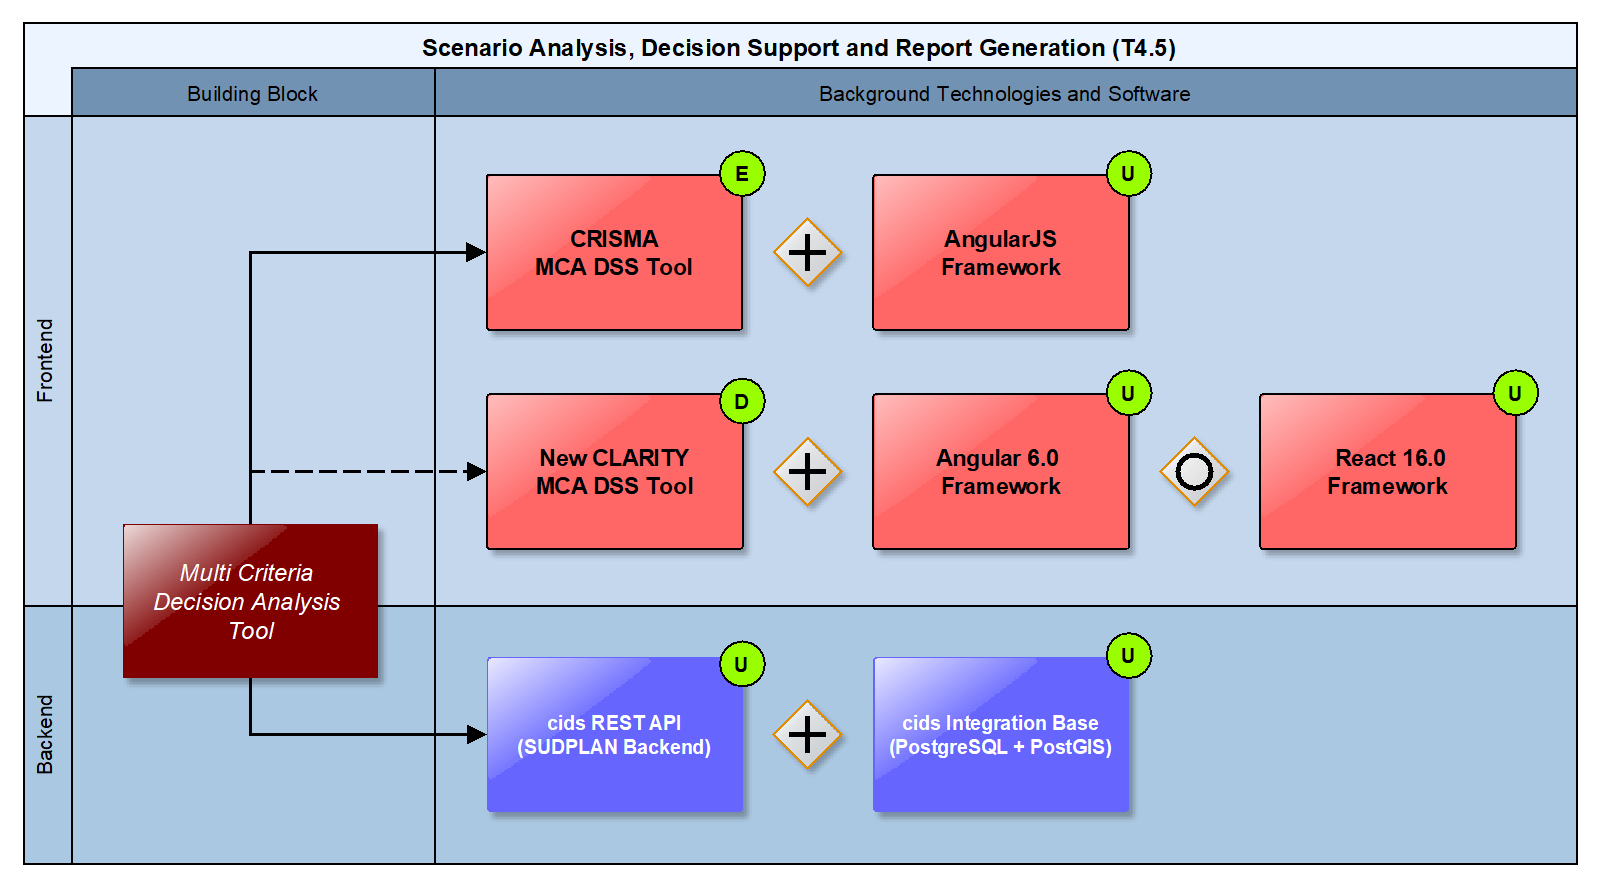 Scenario Analysis, Decision Support and Report Generation (T4.5)
Building Block
Background Technologies and Software
Frontend
E
CRISMA
MCA DSS Tool
U
AngularJS
Framework
D
New CLARITY
MCA DSS Tool
U
Angular 6.0
Framework
U
React 16.0
Framework
Multi Criteria
Decision Analysis
Tool
Backend
U
cids REST API
(SUDPLAN Backend)
U
cids Integration Base
(PostgreSQL + PostGIS)